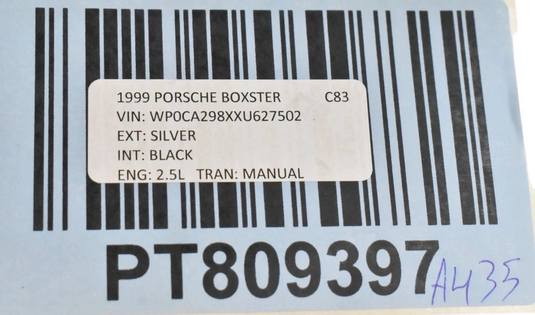 1999 PORSCHE BOXSTER C83
VIN: WP0CA298XXU627502
EXT: SILVER
INT: BLACK
ENG: 2.5L TRAN: MANUAL
PT809397
A435